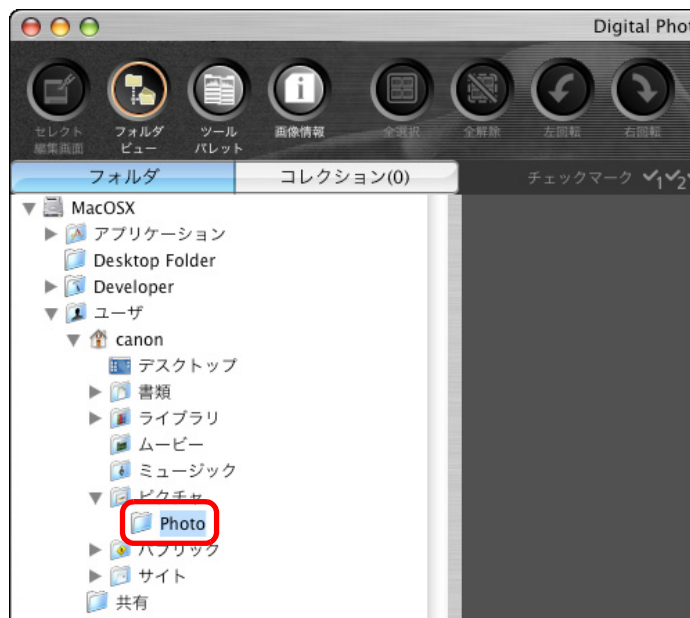 Digital Phot
セレクト
編集画面
フォルダ
ビュー
ツール
パレット
画像情報
全選択
全解除
左回転
右回転
フォルダ
コレクション(0)
チェックマーク 1 2
MacOSX
アプリケーション
Desktop Folder
Developer
ユーザ
canon
デスクトップ
書類
ライブラリ
ムービー
ミュージック
ピクチャ
Photo
パブリック
サイト
共有